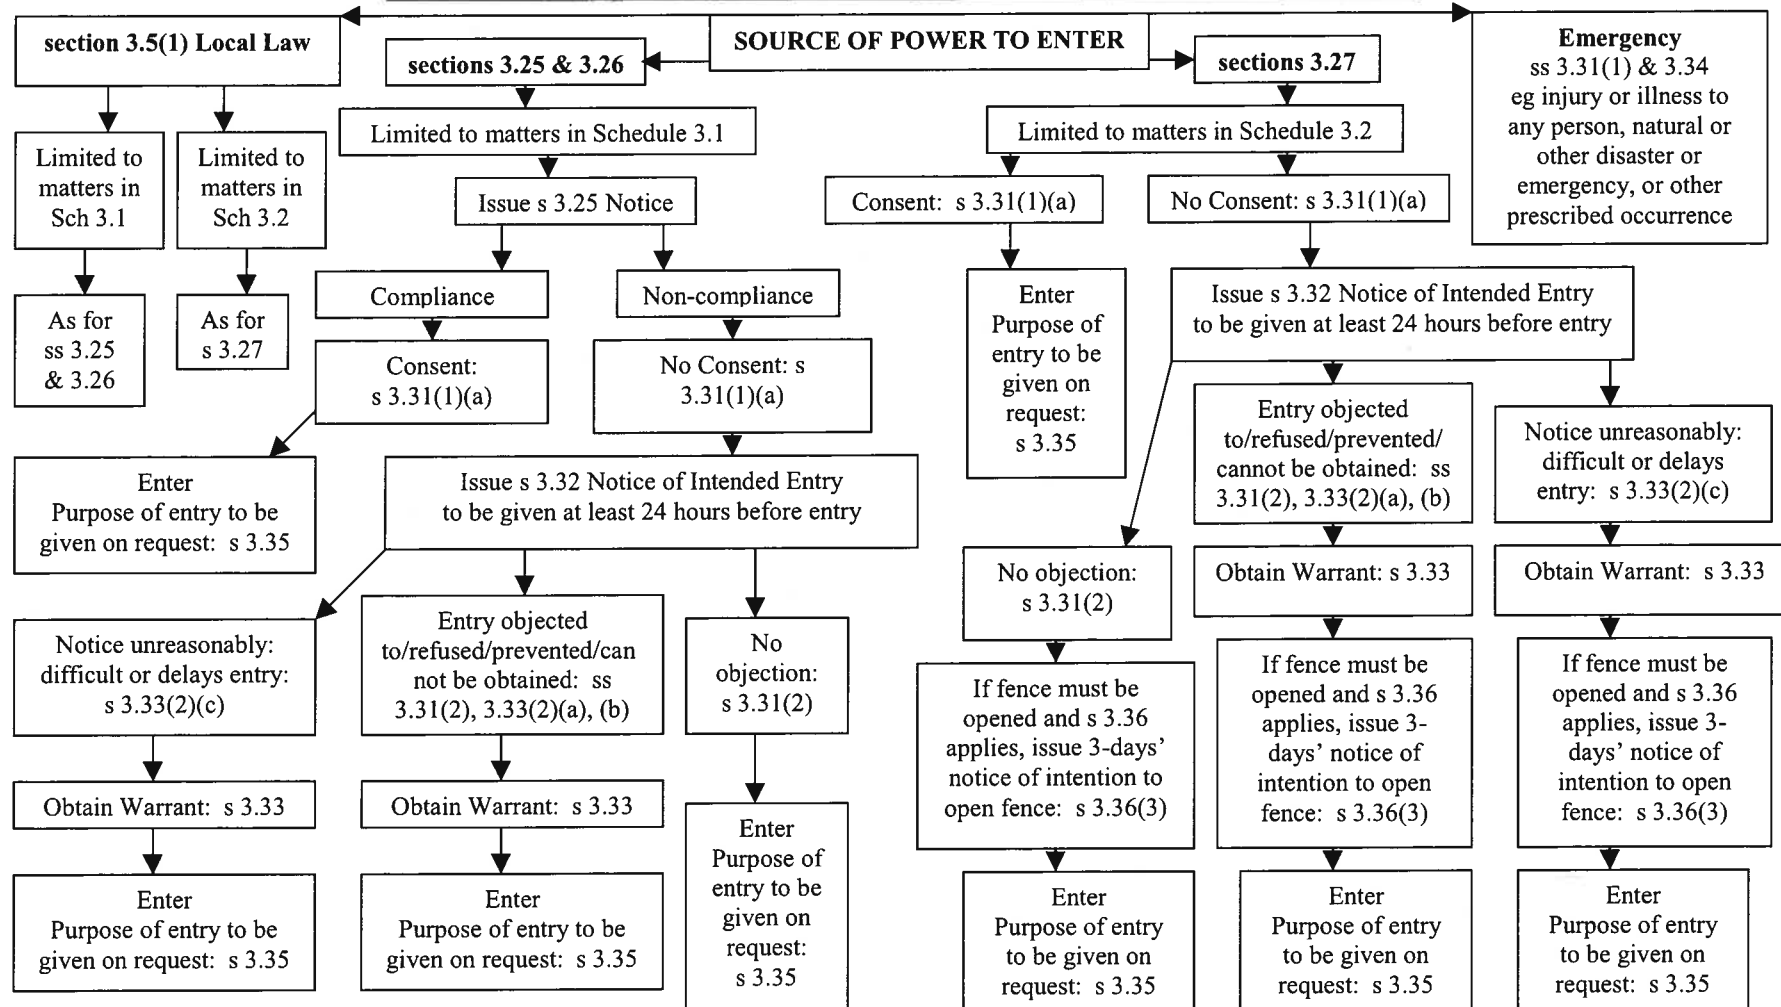 SOURCE OF POWER TO ENTER
section 3.5(1) Local Law
Limited to
matters in
Sch 3.1
As for
ss 3.25
& 3.26
Limited to
matters in
Sch 3.2
As for
s 3.27
sections 3.25 & 3.26
Limited to matters in Schedule 3.1
Issue s 3.25 Notice
Compliance
Consent:
s 3.31(1)(a)
Enter
Purpose of entry to be
given on request:  s 3.35
Non-compliance
No Consent: s
3.31(1)(a)
Issue s 3.32 Notice of Intended Entry
to be given at least 24 hours before entry
Notice unreasonably:
difficult or delays entry:
s 3.33(2)(c)
Obtain Warrant:  s 3.33
Enter
Purpose of entry to be
given on request:  s 3.35
Entry objected
to/refused/prevented/can
not be obtained:  ss
3.31(2), 3.33(2)(a), (b)
Obtain Warrant:  s 3.33
Enter
Purpose of entry to be
given on request:  s 3.35
No
objection:
s 3.31(2)
Enter
Purpose of
entry to be
given on
request:
s 3.35
sections 3.27
Limited to matters in Schedule 3.2
Consent:  s 3.31(1)(a)
Enter
Purpose of
entry to be
given on
request:
s 3.35
No Consent: s 3.31(1)(a)
Issue s 3.32 Notice of Intended Entry
to be given at least 24 hours before entry
No objection:
s 3.31(2)
If fence must be
opened and s 3.36
applies, issue 3-days’
notice of intention to
open fence:  s 3.36(3)
Enter
Purpose of entry
to be given on
request:  s 3.35
Entry objected
to/refused/prevented/
cannot be obtained:  ss
3.31(2), 3.33(2)(a), (b)
Obtain Warrant: s 3.33
If fence must be
opened and s 3.36
applies, issue 3-
days’ notice of
intention to open
fence:  s 3.36(3)
Enter
Purpose of entry
to be given on
request:  s 3.35
Notice unreasonably:
difficult or delays
entry:  s 3.33(2)(c)
Obtain Warrant:  s 3.33
If fence must be
opened and s 3.36
applies, issue 3-
days’ notice of
intention to open
fence:  s 3.36(3)
Enter
Purpose of entry
to be given on
request:  s 3.35
Emergency
ss 3.31(1) & 3.34
eg injury or illness to
any person, natural or
other disaster or
emergency, or other
prescribed occurrence